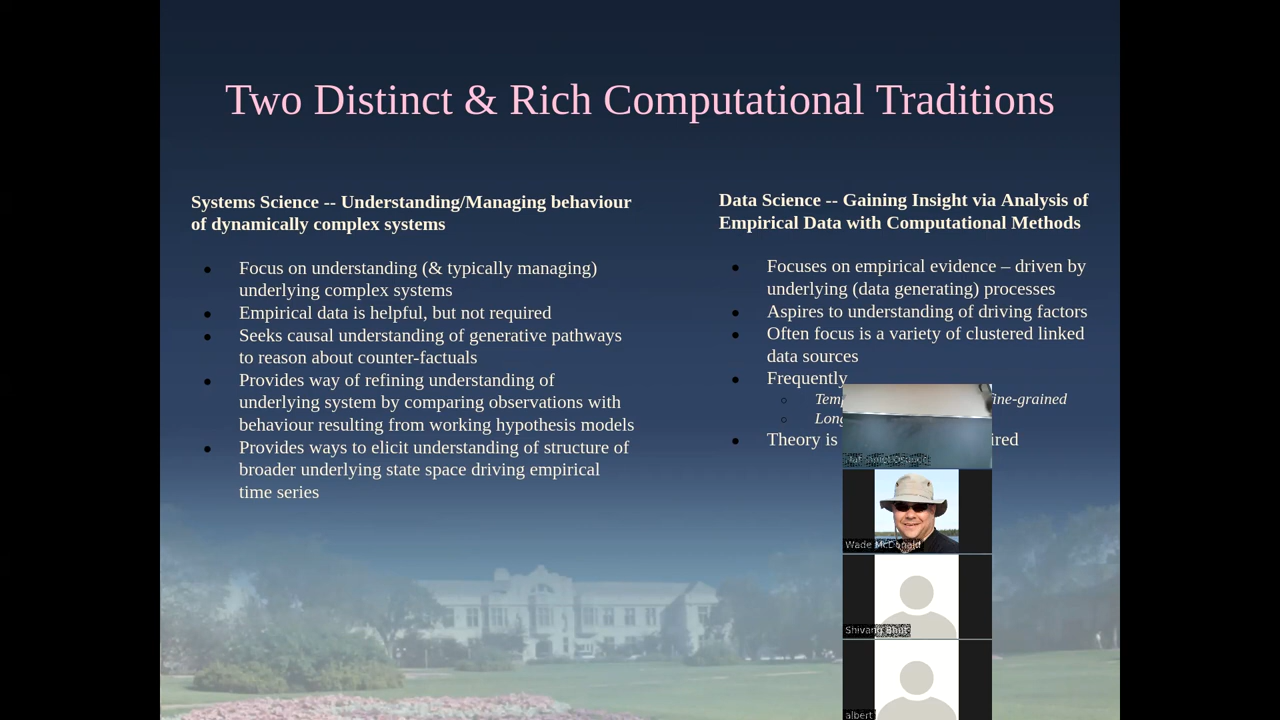 Two Distinct & Rich Computational Traditions
Systems Science -- Understanding/Managing behaviour
of dynamically complex systems
Focus on understanding (& typically managing)
underlying complex systems
Empirical data is helpful, but not required
Seeks causal understanding of generative pathways
to reason about counter-factuals
Provides way of refining understanding of
underlying system by comparing observations with
behaviour resulting from working hypothesis models
Provides ways to elicit understanding of structure of
broader underlying state space driving empirical
time series
Data Science -- Gaining Insight via Analysis of
Empirical Data with Computational Methods
Focuses on empirical evidence – driven by
underlying (data generating) processes
Aspires to understanding of driving factors
Often focus is a variety of clustered linked
data sources
Frequently
Theory is
Wade McDonald
Shivang
albert